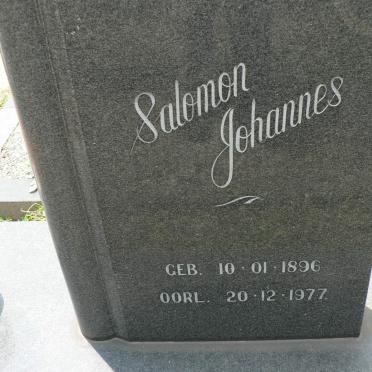 Salomon
Johannes
GEB. 10·01·1896
OORL. 20·12·1977